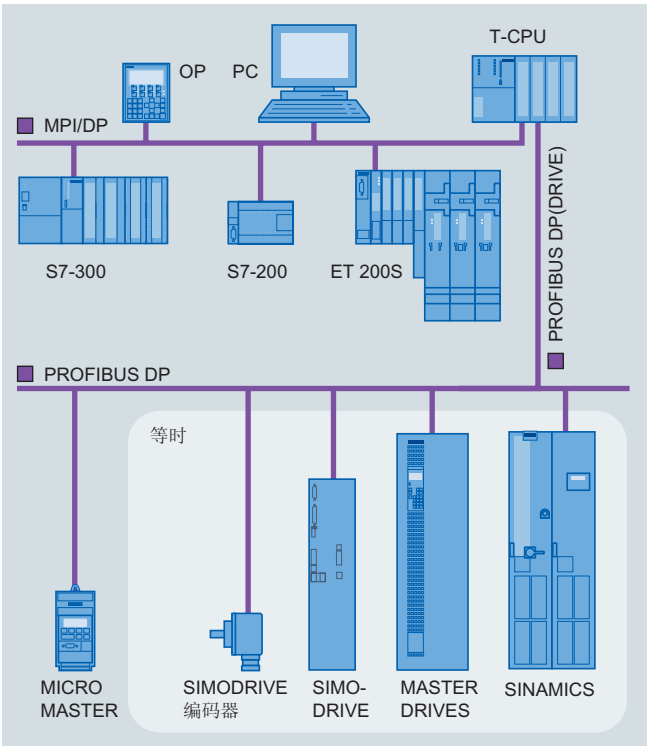 T-CPU
OP
PC
MPI/DP
S7-300
S7-200
ET 200S
PROFIBUS DP(DRIVE)
PROFIBUS DP
等时
MICRO
MASTER
SIMODRIVE
编码器
SIMO-
DRIVE
MASTER
DRIVES
SINAMICS